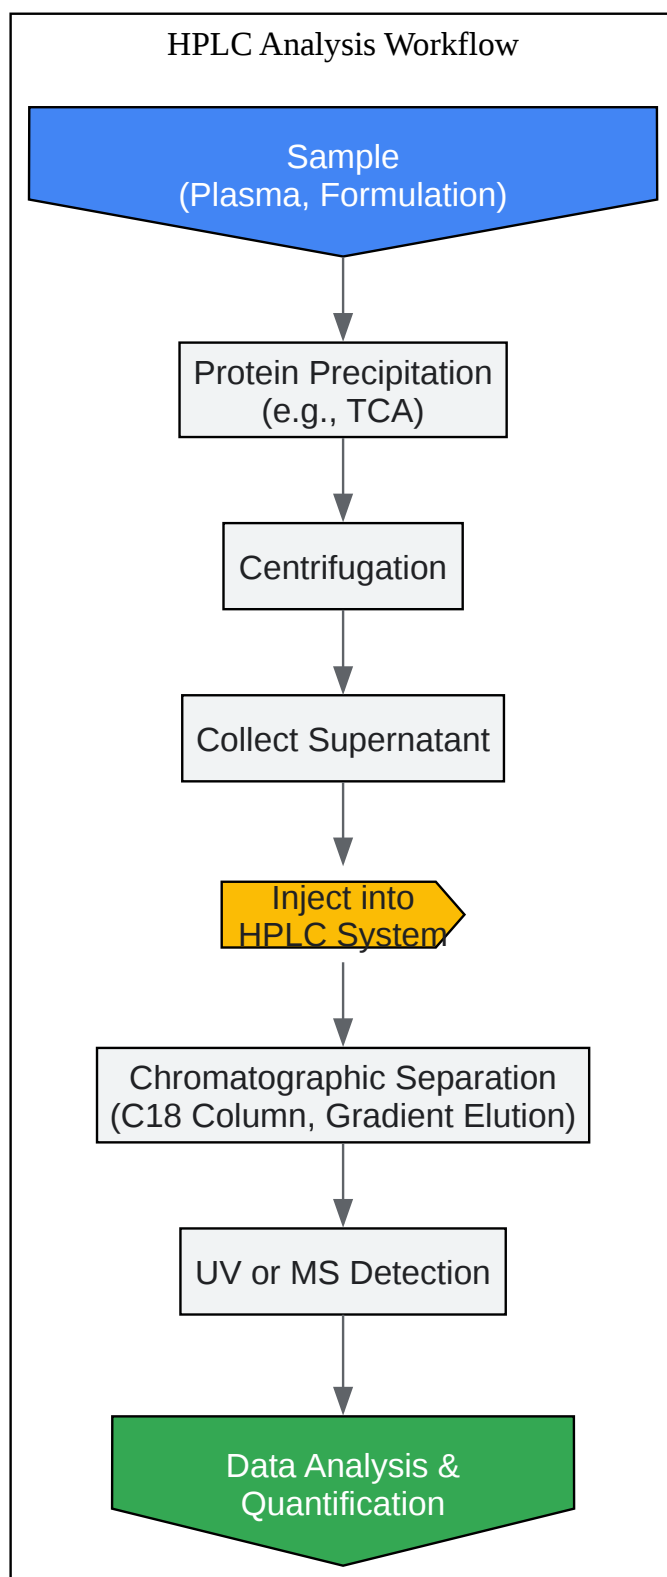 HPLC Analysis Workflow
Sample
(Plasma, Formulation)
Protein Precipitation
(e.g., TCA)
Centrifugation
Collect Supernatant
Inject into
HPLC System
Chromatographic Separation
(C18 Column, Gradient Elution)
UV or MS Detection
Data Analysis &
Quantification